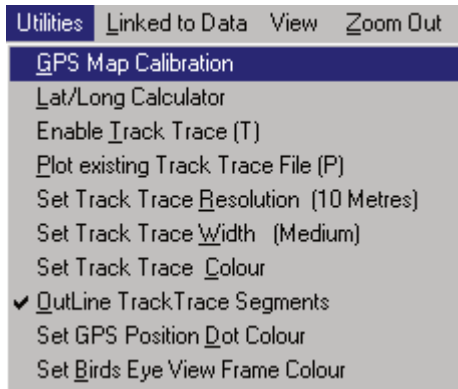 Utilities Linked to Data View Zoom Out
GPS Map Calibration
Lat/Long Calculator
Enable Track Trace (T)
Plot existing Track Trace File (P)
Set Track Trace Resolution (10 Metres)
Set Track Trace Width (Medium)
Set Track Trace Colour
OutLine TrackTrace Segments
Set GPS Position Dot Colour
Set Birds Eye View Frame Colour